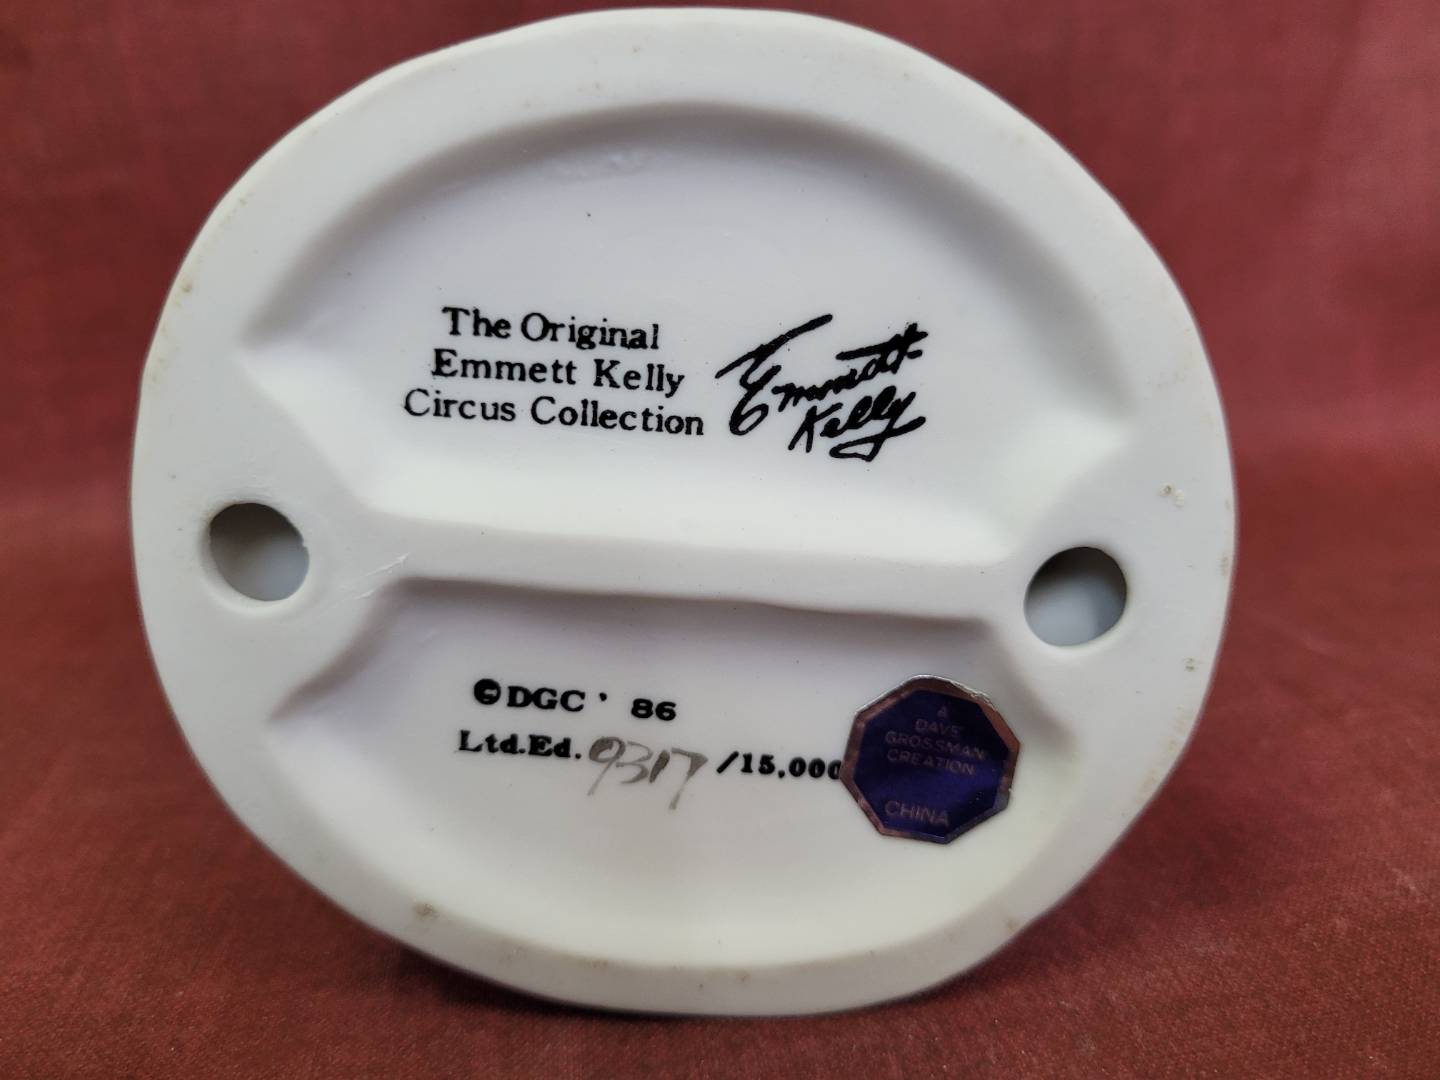 The Original
Emmett Kelly
Circus Collection
Emmett
Kelly
©DGC ' 86
Ltd.Ed. 9317 /15,000
A
DAVE
GROSSMAN
CREATION
CHINA